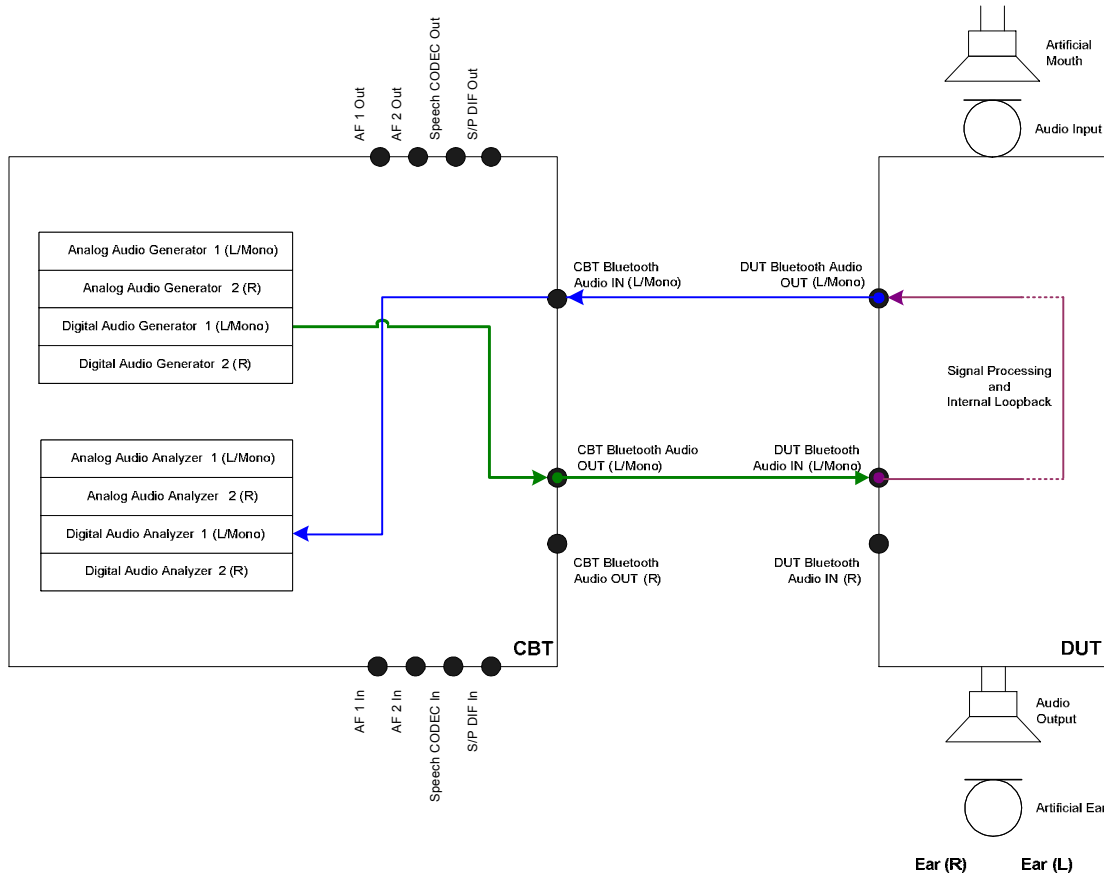 AF 1 Out
AF 2 Out
Speech CODEC Out
S/P DIF Out
Artificial
Mouth
Audio Input
Analog Audio Generator 1 (L/Mono)
Analog Audio Generator 2 (R)
Digital Audio Generator 1 (L/Mono)
Digital Audio Generator 2 (R)
CBT Bluetooth
Audio IN (L/Mono)
DUT Bluetooth Audio
OUT (L/Mono)
Signal Processing
and
Internal Loopback
Analog Audio Analyzer 1 (L/Mono)
Analog Audio Analyzer 2 (R)
Digital Audio Analyzer 1 (L/Mono)
Digital Audio Analyzer 2 (R)
CBT Bluetooth Audio
OUT (L/Mono)
DUT Bluetooth
Audio IN (L/Mono)
CBT Bluetooth
Audio OUT (R)
DUT Bluetooth
Audio IN (R)
CBT
DUT
AF 1 In
AF 2 In
Speech CODEC In
S/P DIF In
Audio
Output
Artificial Ear
Ear (R)
Ear (L)